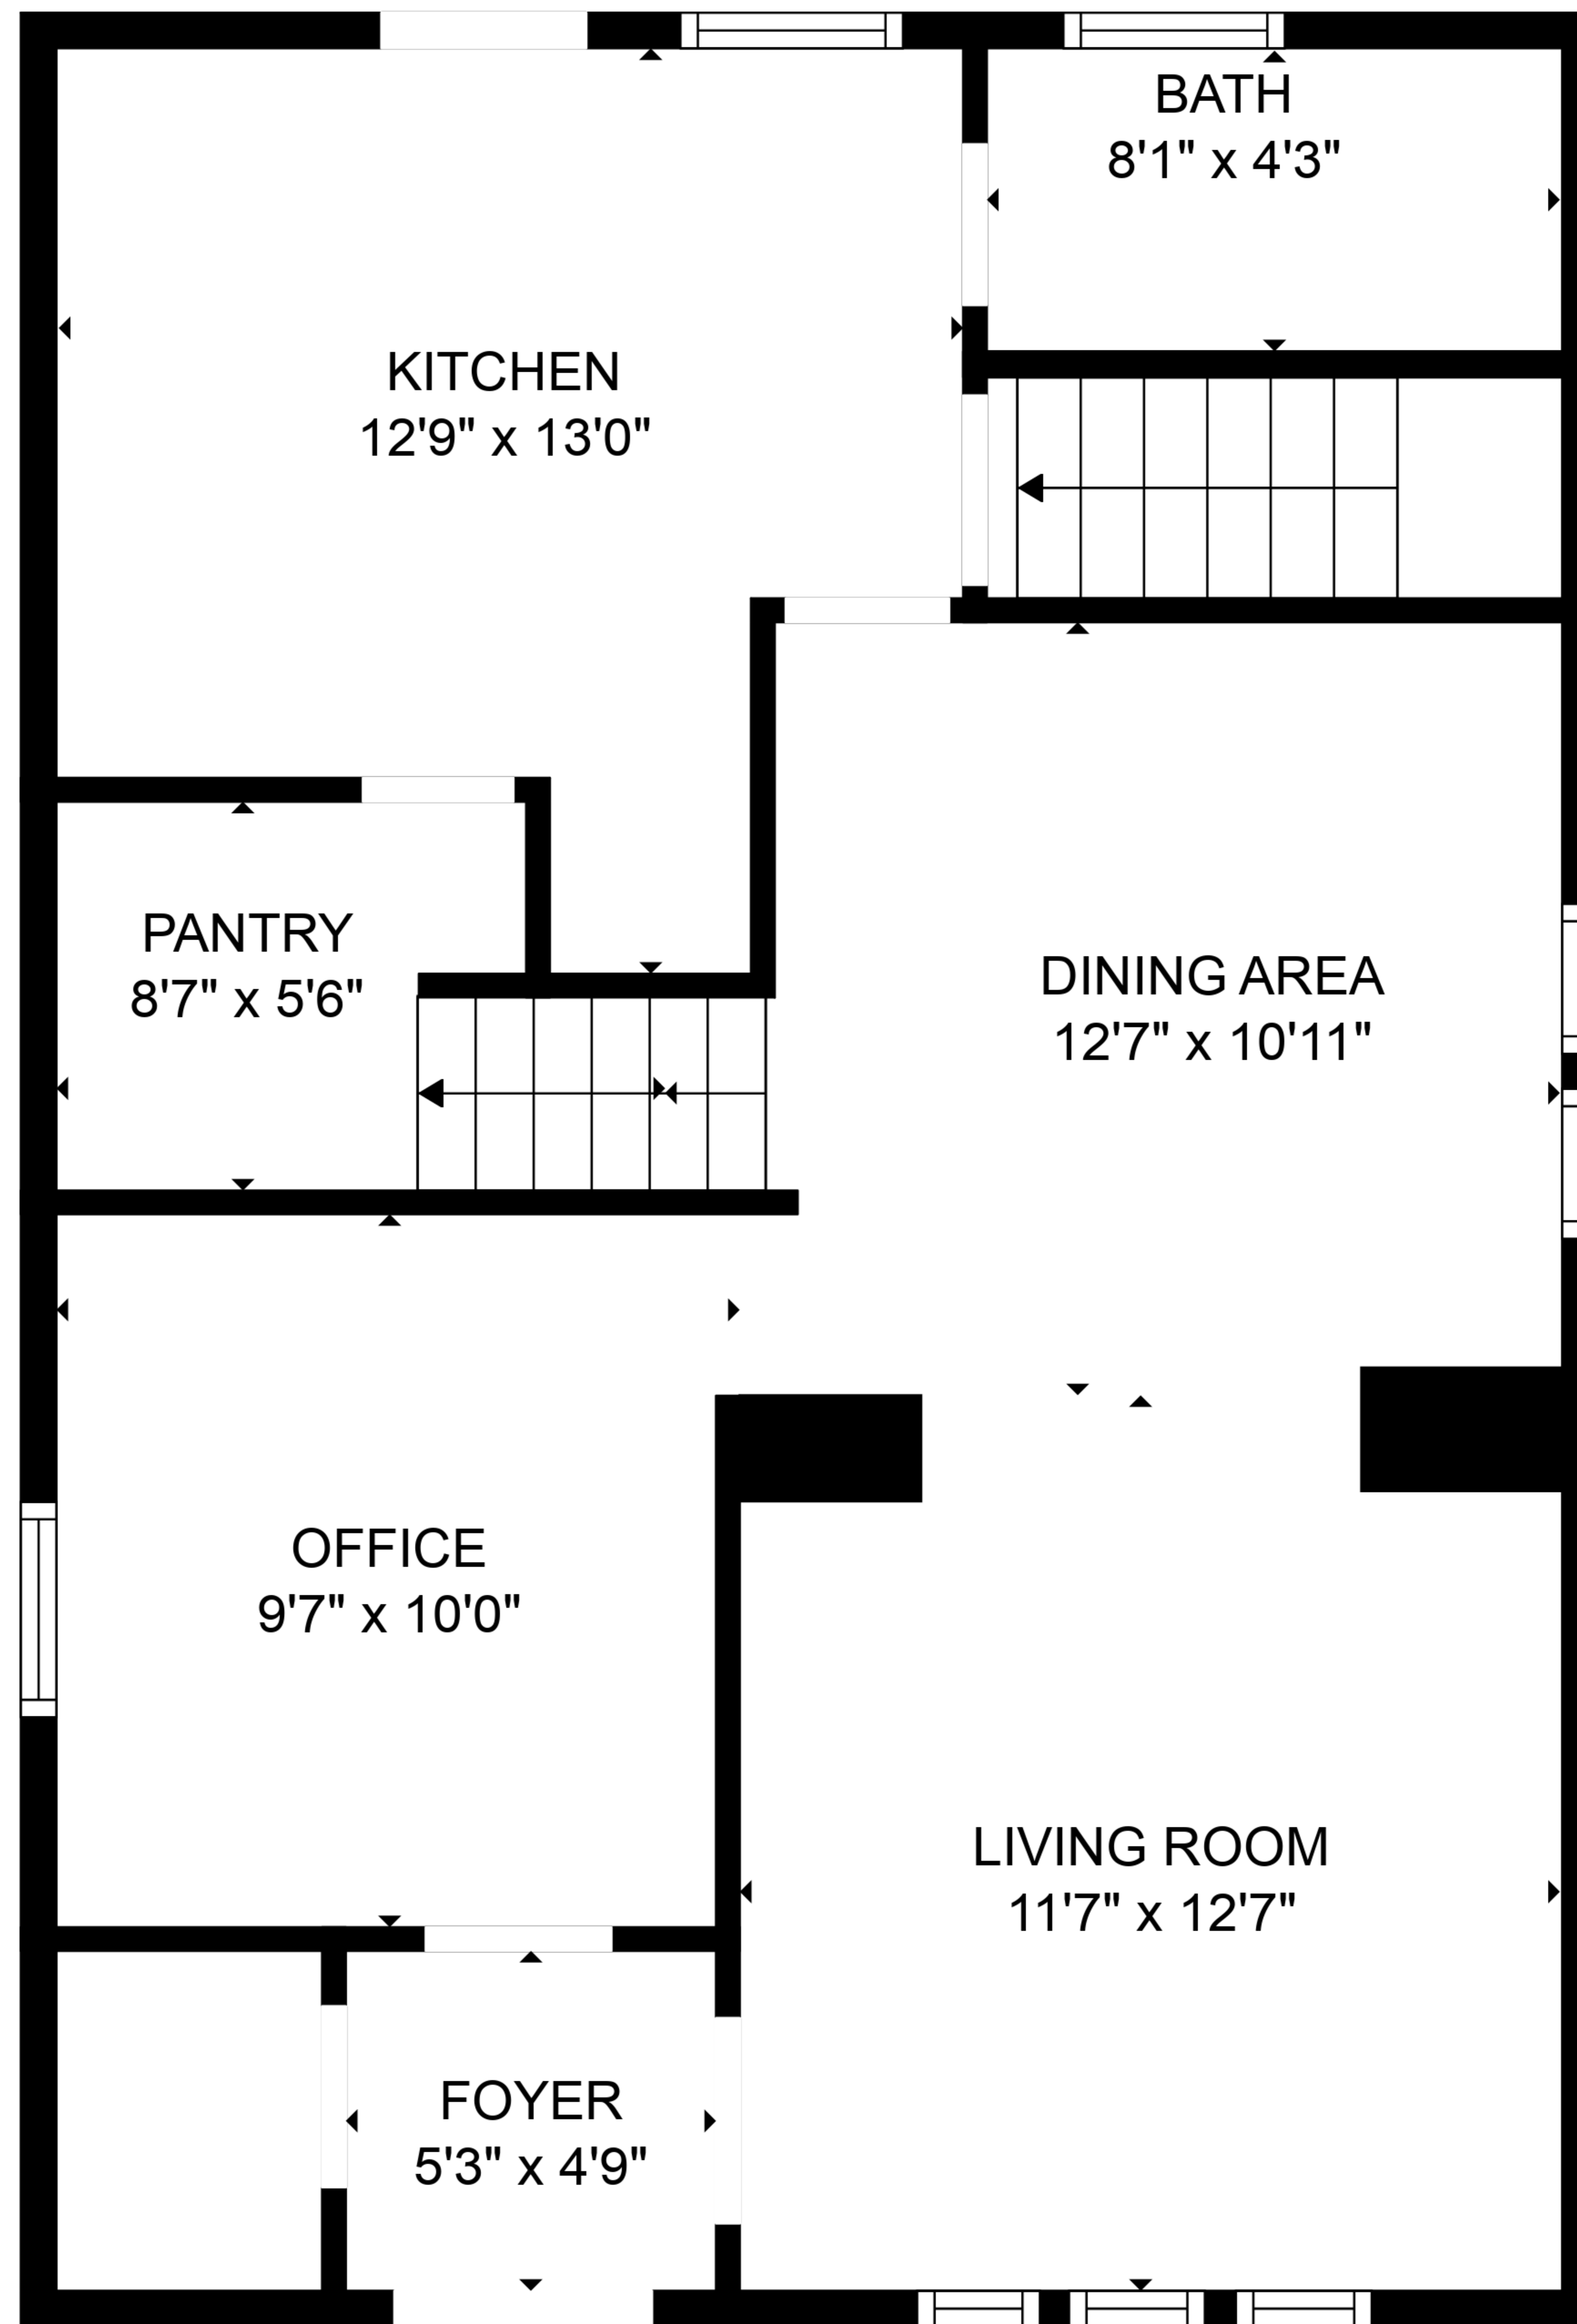 BATH
8'1" x 4'3"
KITCHEN
12'9" x 13'0"
PANTRY
8'7" x 5'6"
DINING AREA
12'7" x 10'11"
OFFICE
9'7" x 10'0"
LIVING ROOM
11'7" x 12'7"
FOYER
5'3" x 4'9"